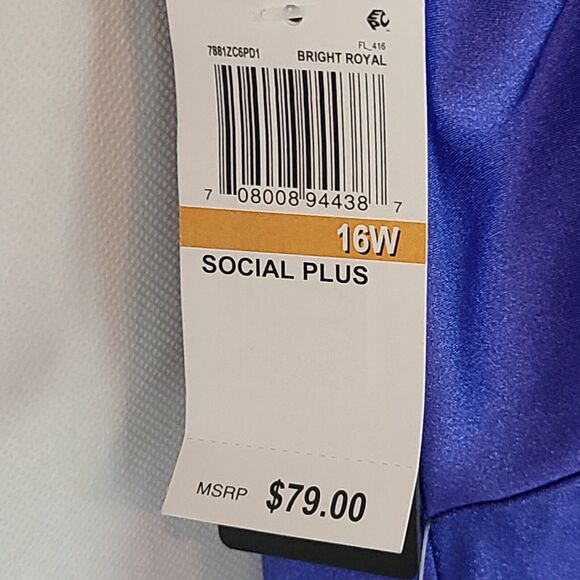 FL_416
7881ZC6PD1 BRIGHT ROYAL
7 08008 94438 7
16W
SOCIAL PLUS
MSRP $79.00